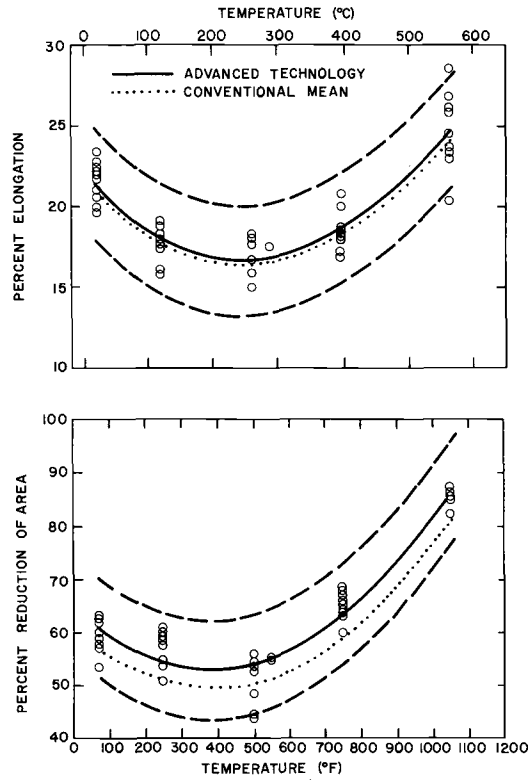 TEMPERATURE (°C)
0 100 200 300 400 500 600
30
25
20
15
10
PERCENT ELONGATION
ADVANCED TECHNOLOGY
CONVENTIONAL MEAN
100
90
80
70
60
50
40
PERCENT REDUCTION OF AREA
0 100 200 300 400 500 600 700 800 900 1000 1100 1200
TEMPERATURE (°F)